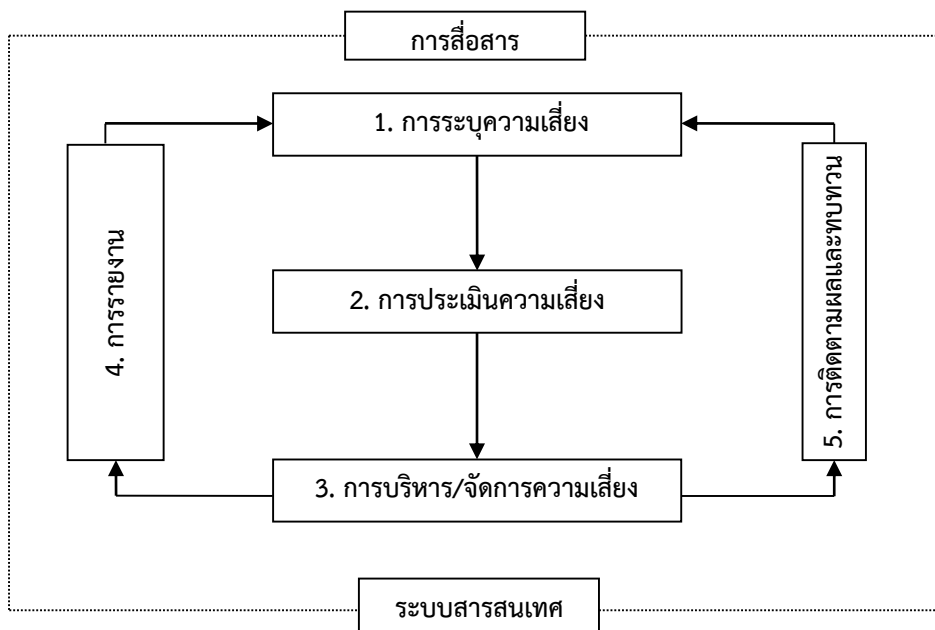 การสื่อสาร
1. การระบุความเสี่ยง
4. การรายงาน
5. การติดตามผลและทบทวน
2. การประเมินความเสี่ยง
3. การบริหาร/จัดการความเสี่ยง
ระบบสารสนเทศ